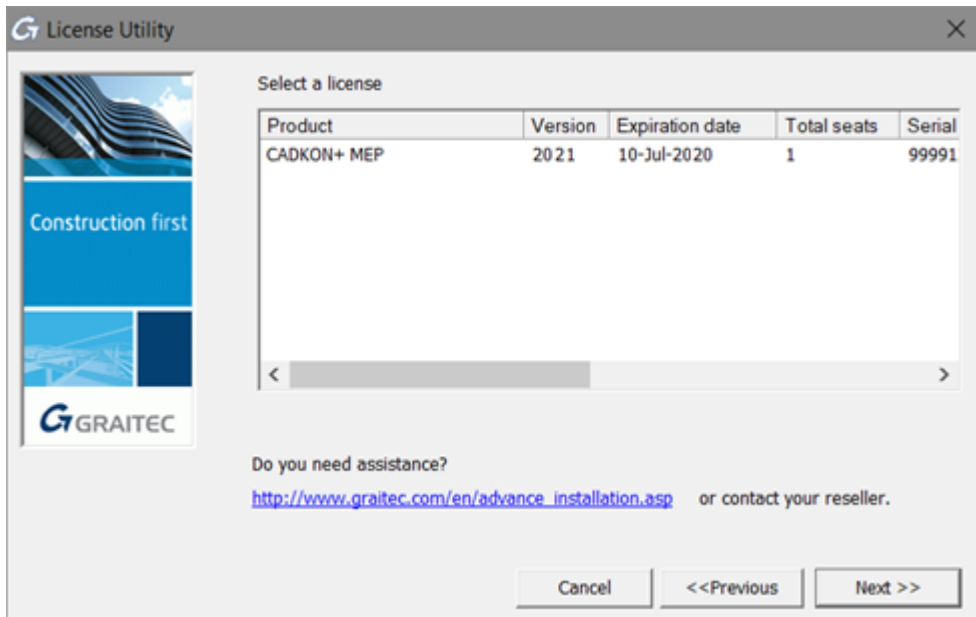 License Utility
Select a license
Product Version Expiration date Total seats Serial
CADKON+ MEP 2021 10-Jul-2020 1 99991
Construction first
GRAITEC
Do you need assistance?
http://www.graitec.com/en/advance_installation.asp or contact your reseller.
Cancel <<Previous Next >>